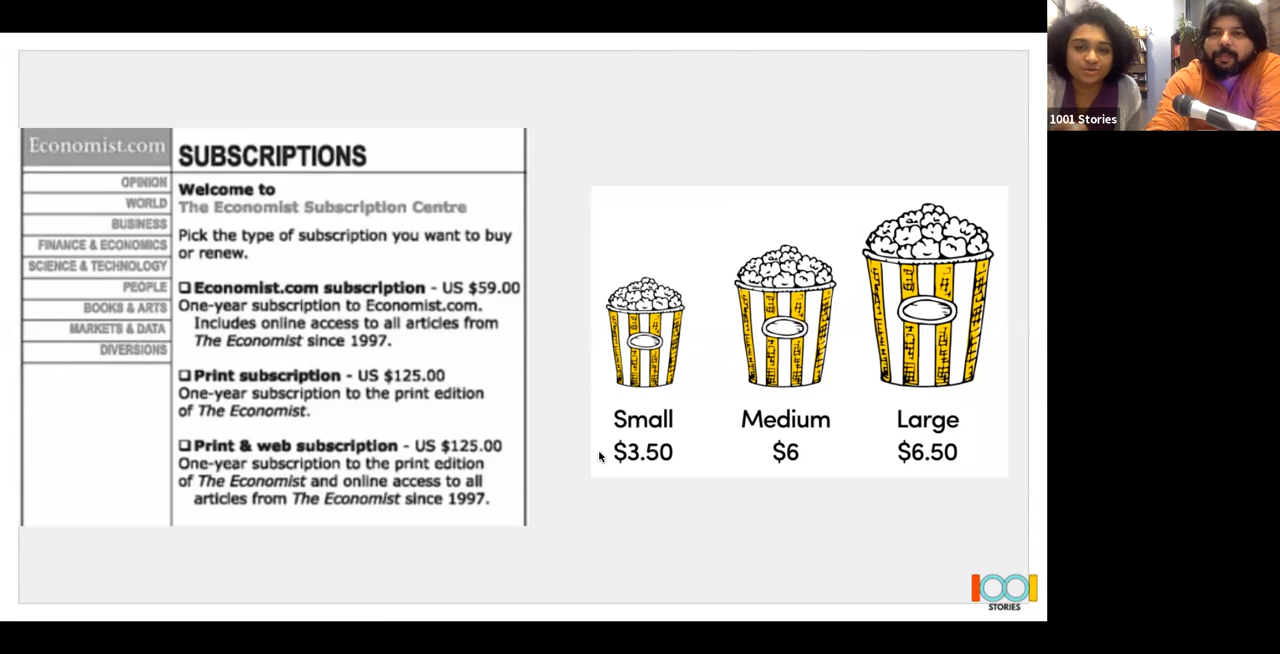 Economist.com
OPINION
WORLD
BUSINESS
FINANCE & ECONOMICS
SCIENCE & TECHNOLOGY
PEOPLE
BOOKS & ARTS
MARKETS & DATA
DIVERSIONS
SUBSCRIPTIONS
Welcome to
The Economist Subscription Centre
Pick the type of subscription you want to buy
or renew.
Economist.com subscription - US $59.00
One-year subscription to Economist.com.
Includes online access to all articles from
The Economist since 1997.
Print subscription - US $125.00
One-year subscription to the print edition
of The Economist.
Print & web subscription - US $125.00
One-year subscription to the print edition
of The Economist and online access to all
articles from The Economist since 1997.
Small Medium Large
$3.50 $6 $6.50
1001 Stories
1001
STORIES